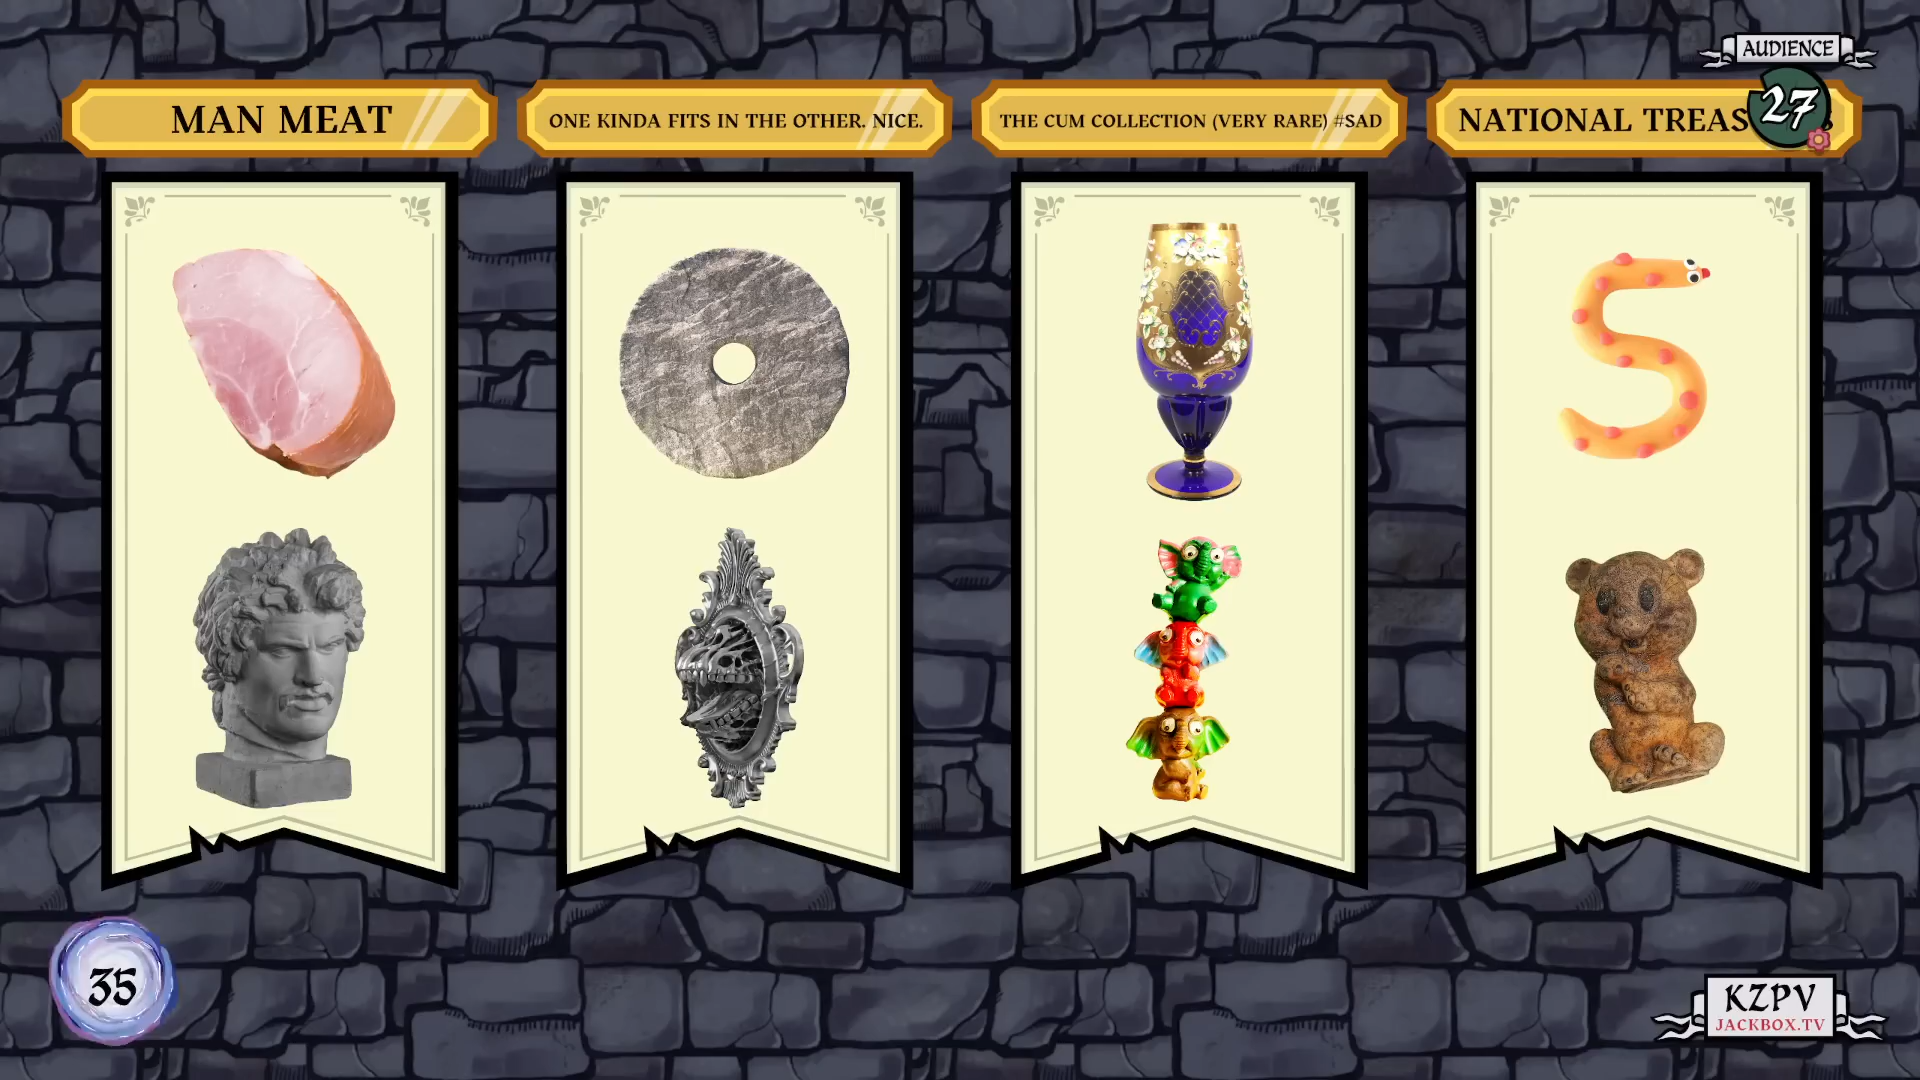 AUDIENCE
27
MAN MEAT
ONE KINDA FITS IN THE OTHER. NICE.
THE CUM COLLECTION (VERY RARE) #SAD
NATIONAL
35
KZPV
JACKBOX.TV